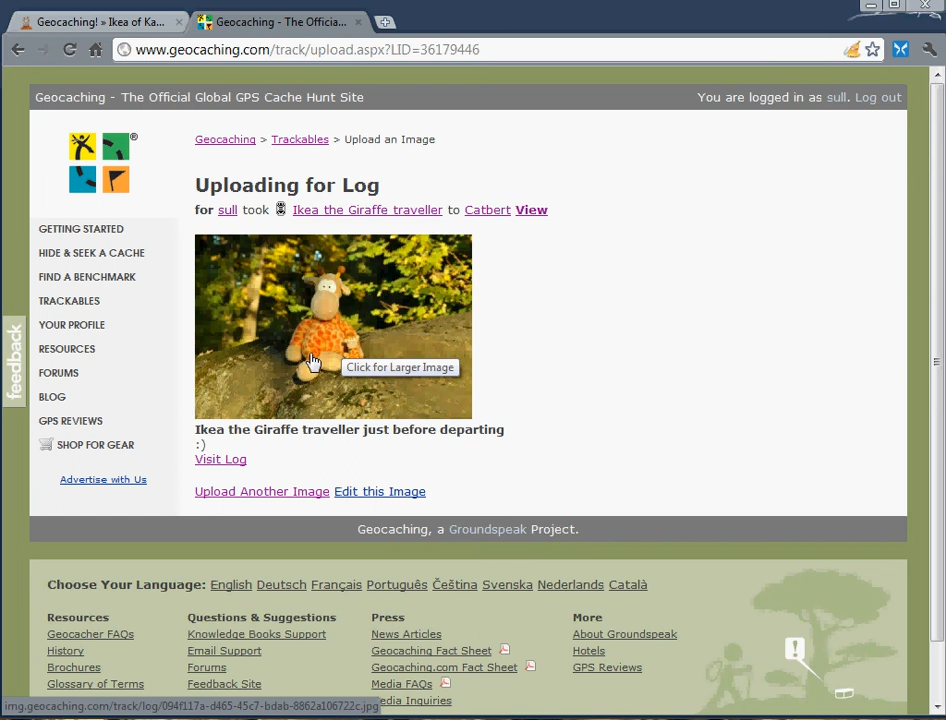 Geocaching! » Ikea of Ka...
Geocaching - The Officia...
www.geocaching.com/track/upload.aspx?LID=36179446
Geocaching - The Official Global GPS Cache Hunt Site
You are logged in as sull. Log out
®
Geocaching > Trackables > Upload an Image
Uploading for Log
for sull took Ikea the Giraffe traveller to Catbert View
GETTING STARTED
HIDE & SEEK A CACHE
FIND A BENCHMARK
TRACKABLES
YOUR PROFILE
RESOURCES
FORUMS
BLOG
GPS REVIEWS
SHOP FOR GEAR
Advertise with Us
feedback
Click for Larger Image
Ikea the Giraffe traveller just before departing
:)
Visit Log
Upload Another Image Edit this Image
Geocaching, a Groundspeak Project.
Choose Your Language: English Deutsch Français Português Čeština Svenska Nederlands Català
Resources
Geocacher FAQs
History
Brochures
Glossary of Terms
Questions & Suggestions
Knowledge Books Support
Email Support
Forums
Feedback Site
Press
News Articles
Geocaching Fact Sheet
Geocaching.com Fact Sheet
Media FAQs
edia Inquiries
More
About Groundspeak
Hotels
GPS Reviews
!
img.geocaching.com/track/log/094f117a-d465-45c7-bdab-8862a106722c.jpg